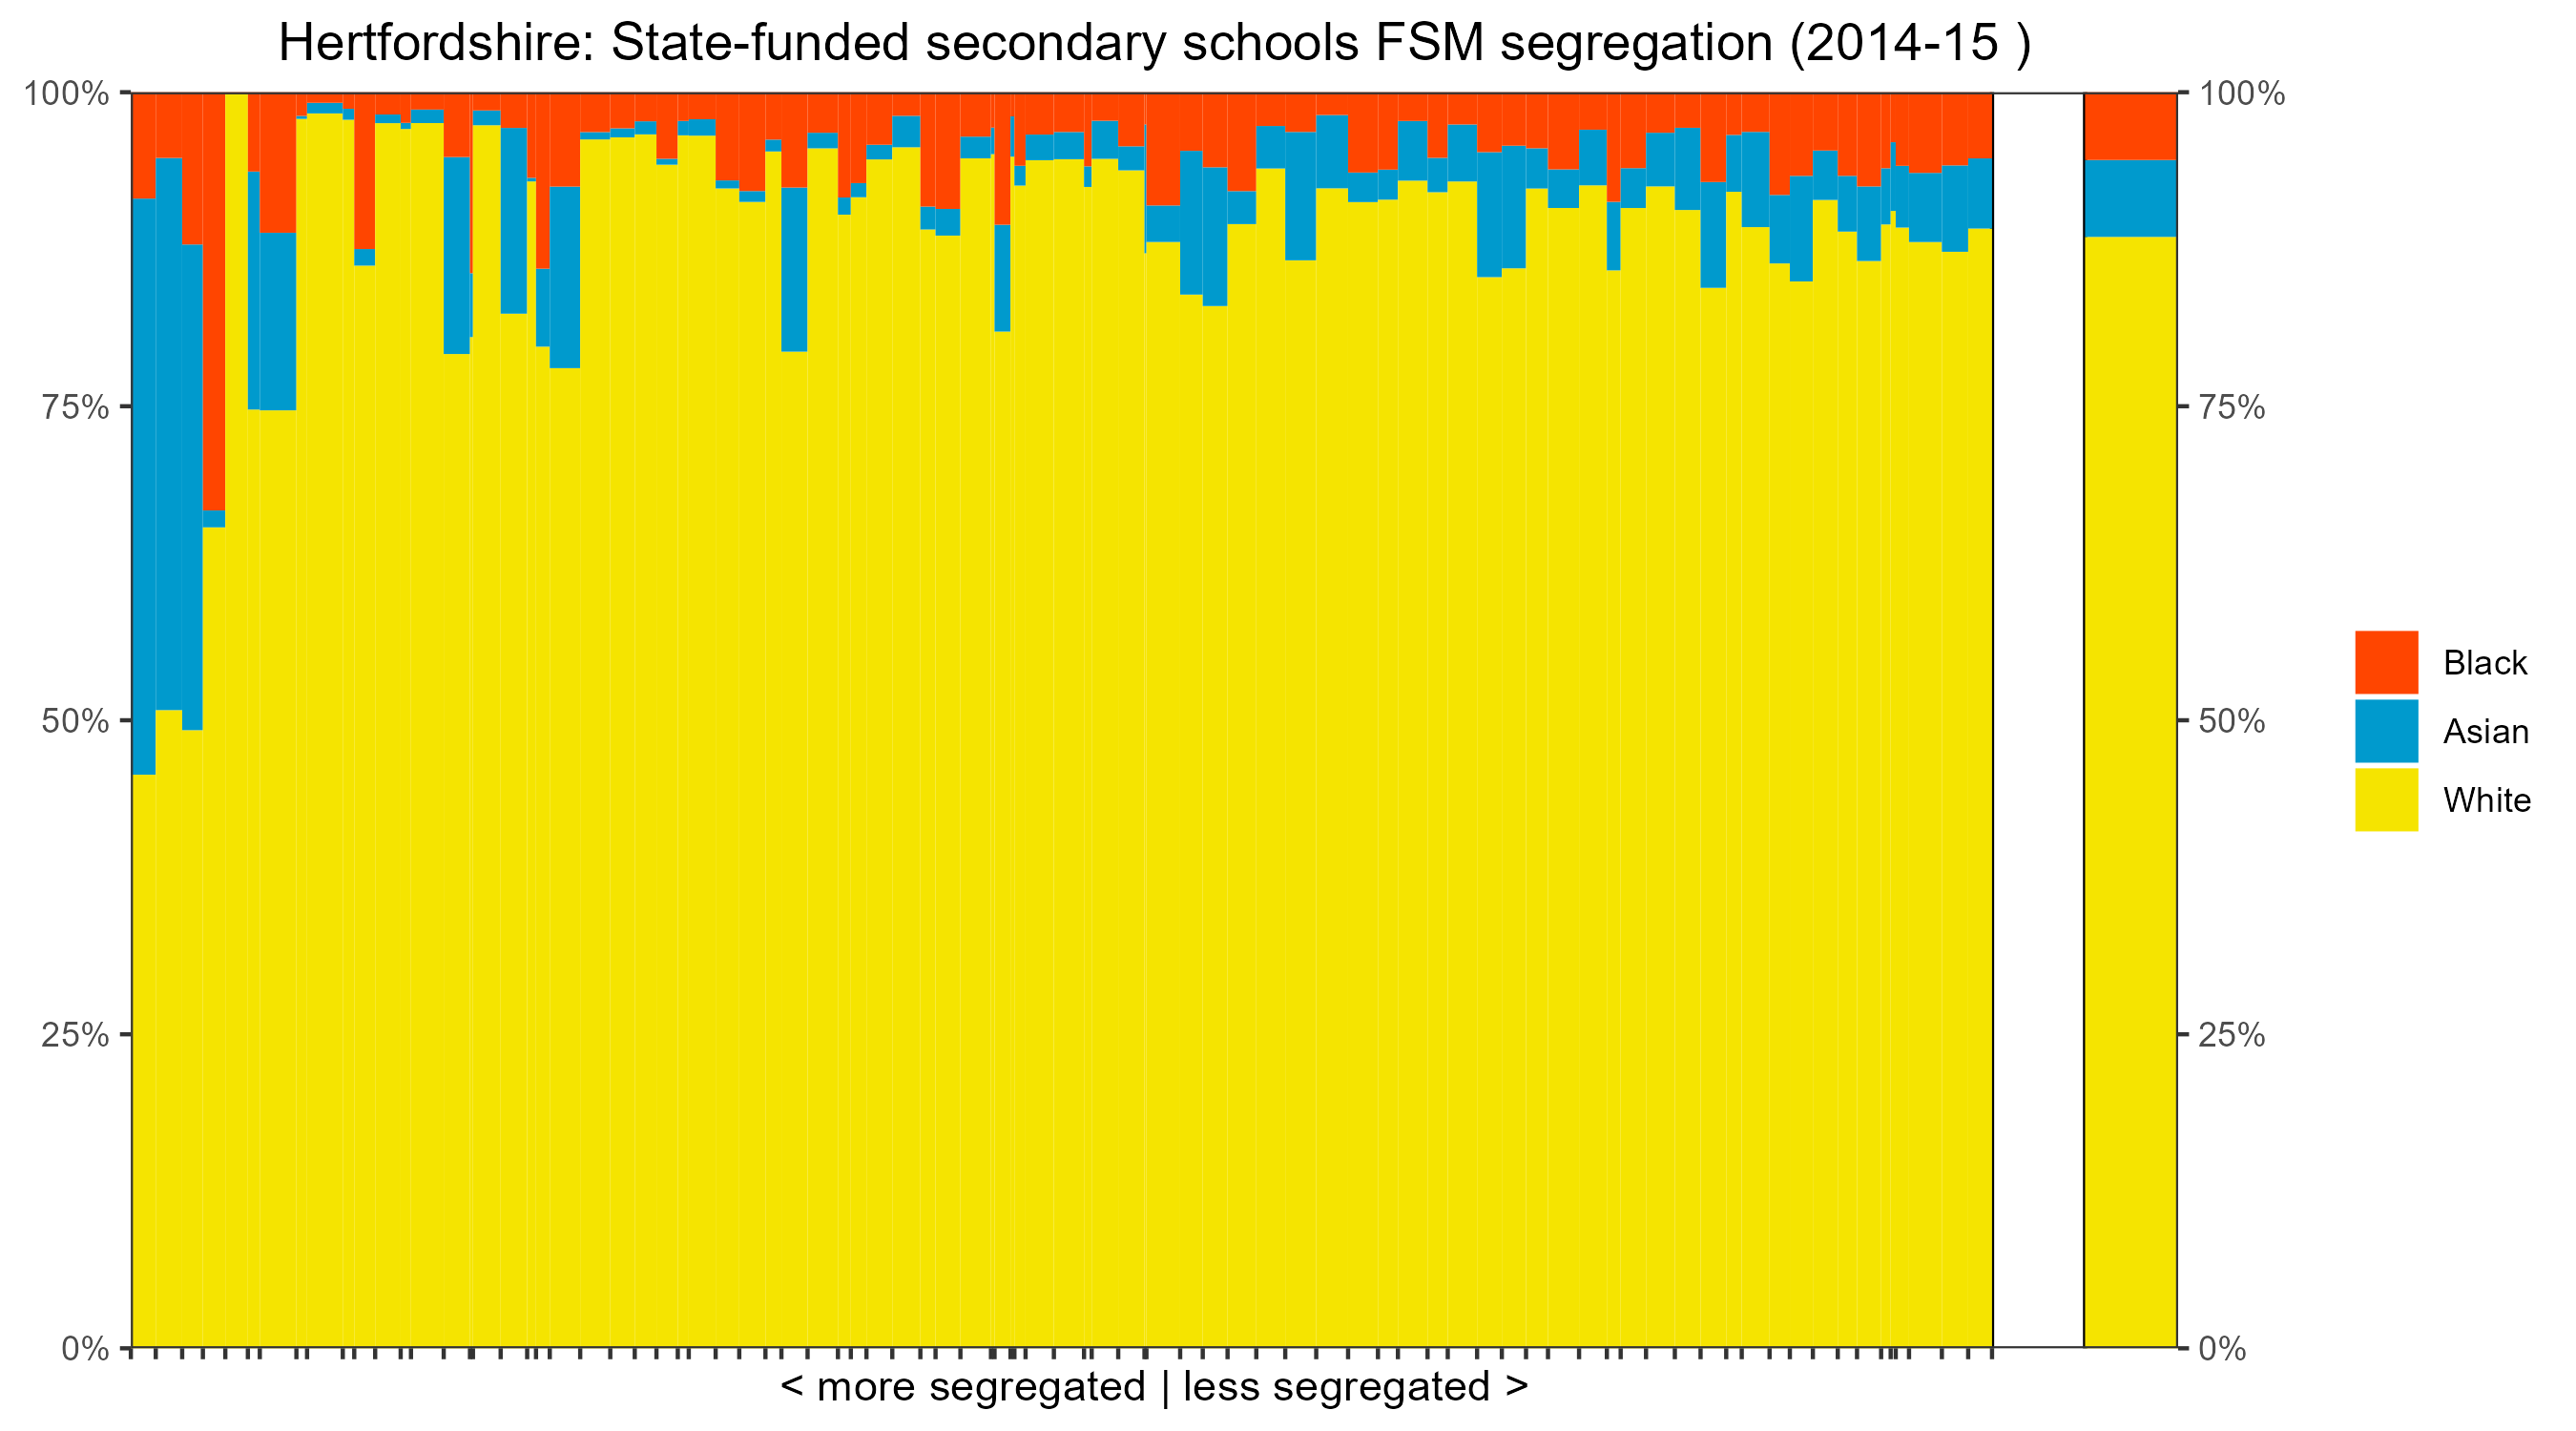 Hertfordshire: State-funded secondary schools FSM segregation (2014-15 )
100%
75%
50%
25%
0%
100%
75%
50%
25%
0%
Black
Asian
White
< more segregated | less segregated >